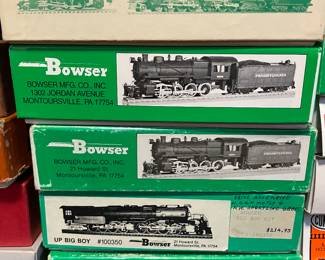 Bowser
BOWSER MFG. CO., INC.
1302 JORDAN AVENUE
MONTOURSVILLE, PA 17754
PENNSYLVANIA
Bowser
BOWSER MFG. CO., INC.
21 Howard St.
Montoursville, PA 17754
UP BIG BOY #100350
Bowser
21 Howard St.
Montoursville, PA 17754
$114.95